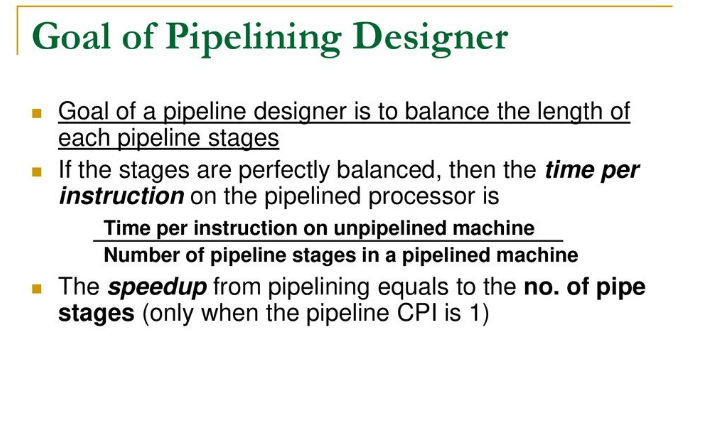 Goal of Pipelining Designer
Goal of a pipeline designer is to balance the length of
each pipeline stages
If the stages are perfectly balanced, then the time per
instruction on the pipelined processor is
Time per instruction on unpipelined machine
Number of pipeline stages in a pipelined machine
The speedup from pipelining equals to the no. of pipe
stages (only when the pipeline CPI is 1)